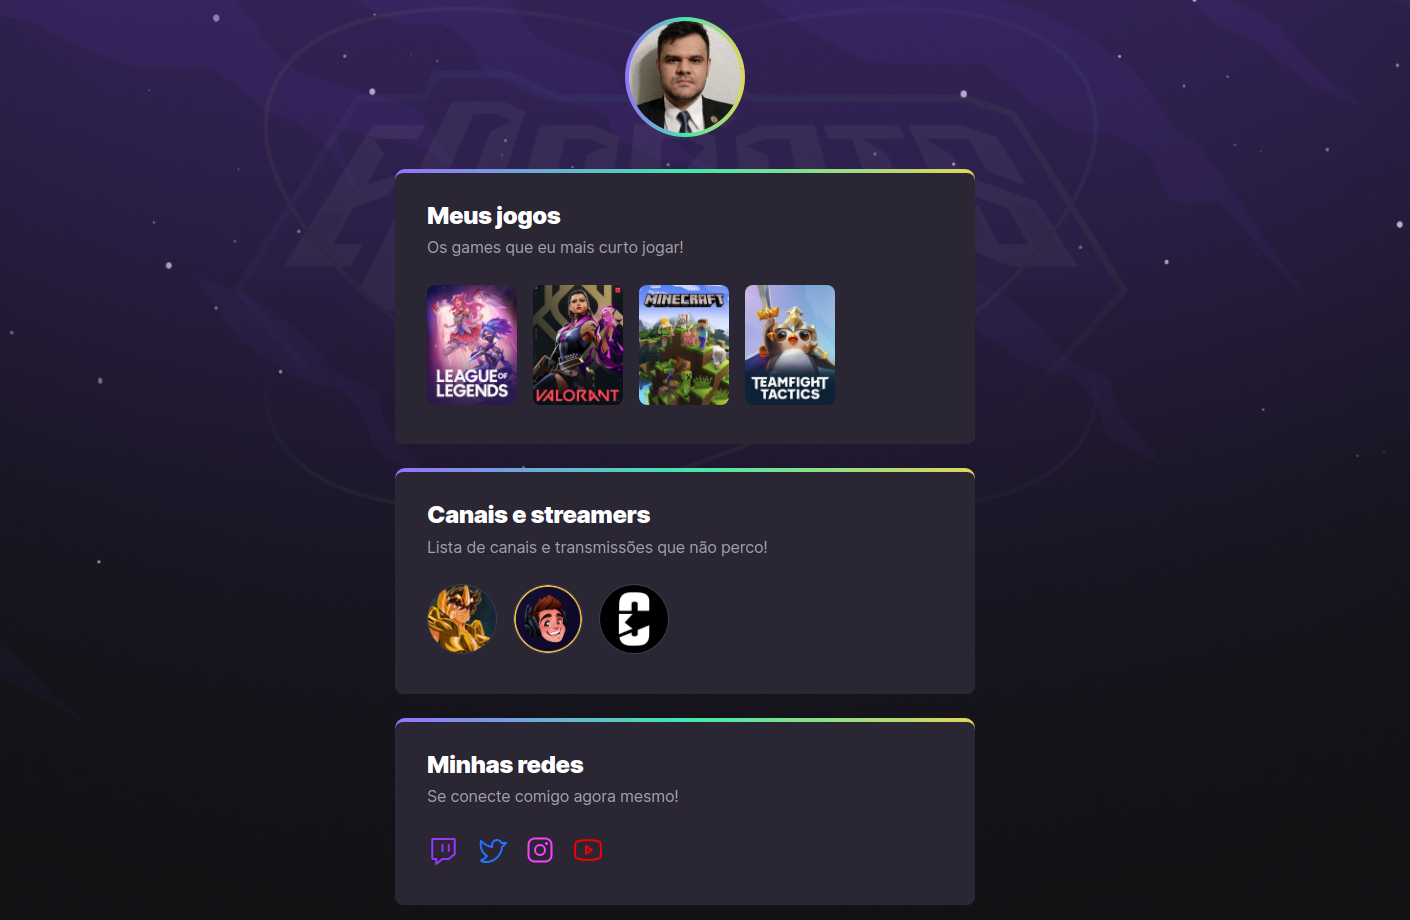 Meus jogos
Os games que eu mais curto jogar!
LEAGUE OF
LEGENDS
VALORANT
MINECRAFT
TEAMFIGHT
TACTICS
Canais e streamers
Lista de canais e transmissões que não perco!
Minhas redes
Se conecte comigo agora mesmo!